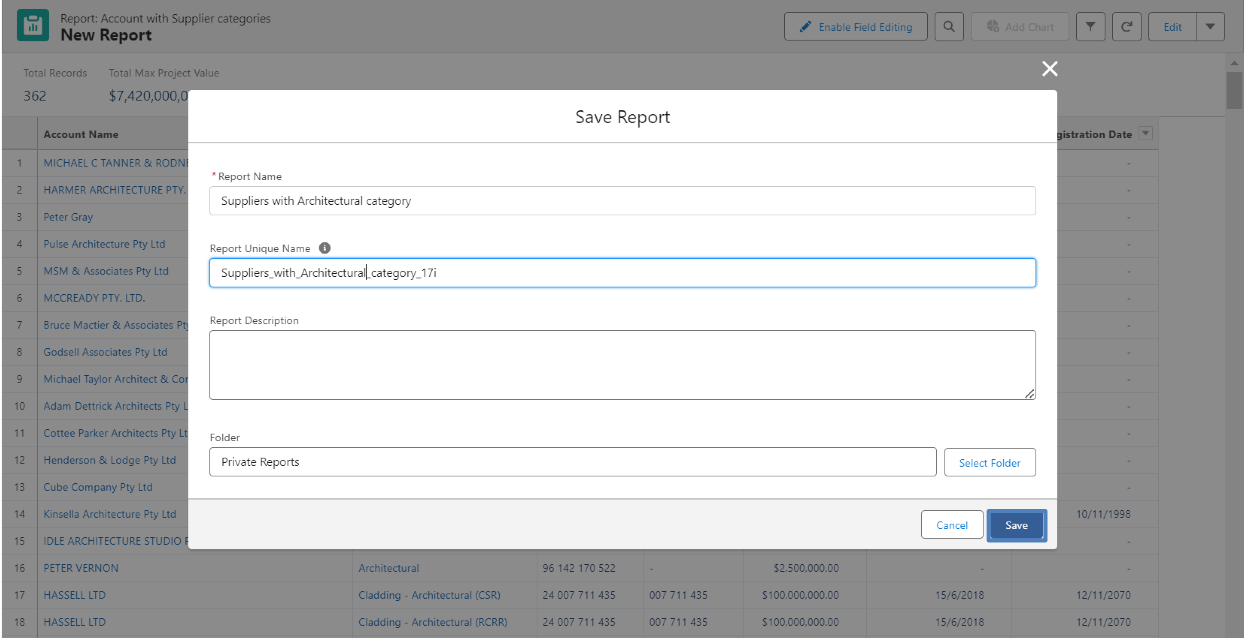 Report: Account with Supplier categories
New Report
Enable Field Editing
Add Chart
Edit
Total Records Total Max Project Value
362 $7,420,000,0
Save Report
Account Name
gistration Date
* Report Name
Suppliers with Architectural category
Report Unique Name
Suppliers_with_Architectural_category_17i
Report Description
Folder
Private Reports
Select Folder
Cancel
Save
1 MICHAEL C TANNER & RODNE -
2 HARMER ARCHITECTURE PTY. -
3 Peter Gray -
4 Pulse Architecture Pty Ltd -
5 MSM & Associates Pty Ltd -
6 MCCREADY PTY. LTD. -
7 Bruce Mactier & Associates Pty -
8 Godsell Associates Pty Ltd -
9 Michael Taylor Architect & Cor -
10 Adam Dettrick Architects Pty L -
11 Cottee Parker Architects Pty Lt -
12 Henderson & Lodge Pty Ltd -
13 Cube Company Pty Ltd -
14 Kinsella Architecture Pty Ltd 10/11/1998
15 IDLE ARCHITECTURE STUDIO P -
16 PETER VERNON Architectural 96 142 170 522 - $2,500,000.00 - -
17 HASSELL LTD Cladding - Architectural (CSR) 24 007 711 435 007 711 435 $100,000,000.00 15/6/2018 12/11/2070
18 HASSELL LTD Cladding - Architectural (RCRR) 24 007 711 435 007 711 435 $100,000,000.00 15/6/2018 12/11/2070